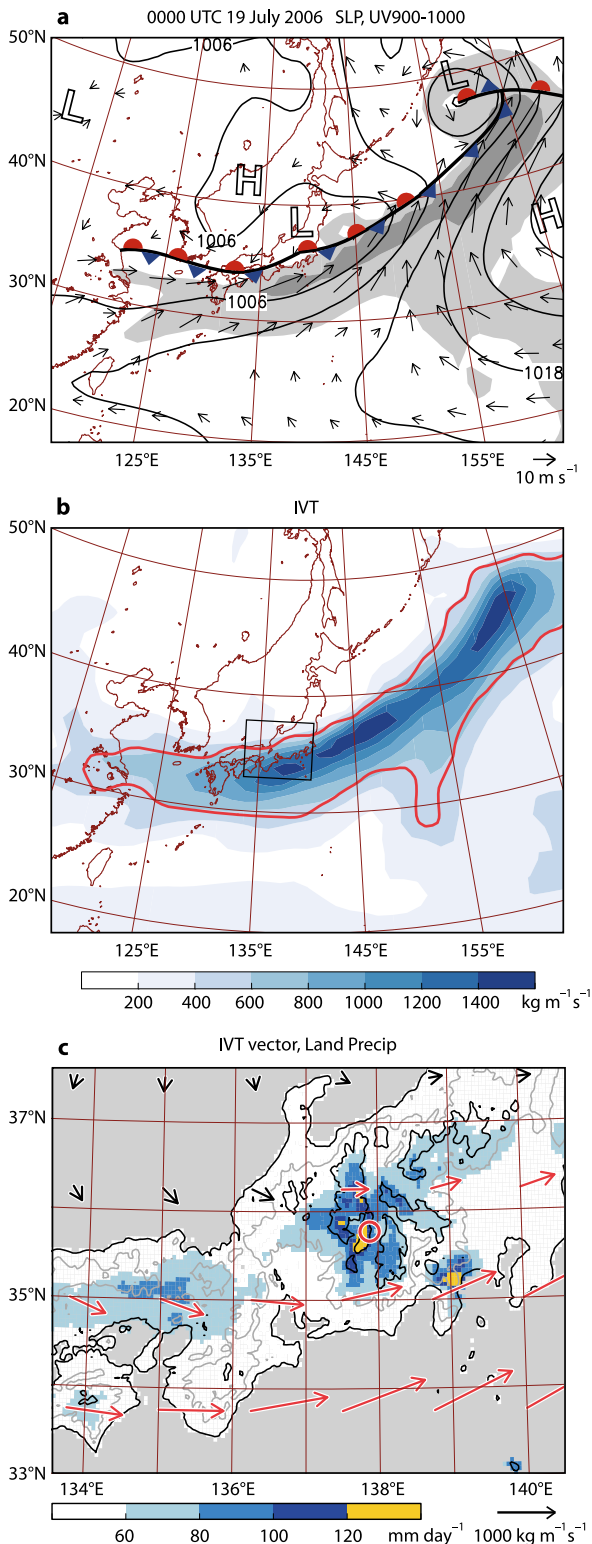 a
0000 UTC 19 July 2006 SLP, UV900-1000
50°N
1006
L
L
40°N
H
H
L
1006
30°N
1006
1018
20°N
125°E 135°E 145°E 155°E
10 m s⁻¹
b
IVT
50°N
40°N
30°N
20°N
125°E 135°E 145°E 155°E
200 400 600 800 1000 1200 1400 kg m⁻¹s⁻¹
c
IVT vector, Land Precip
37°N
35°N
33°N
134°E 136°E 138°E 140°E
60 80 100 120 mm day⁻¹
1000 kg m⁻¹ s⁻¹